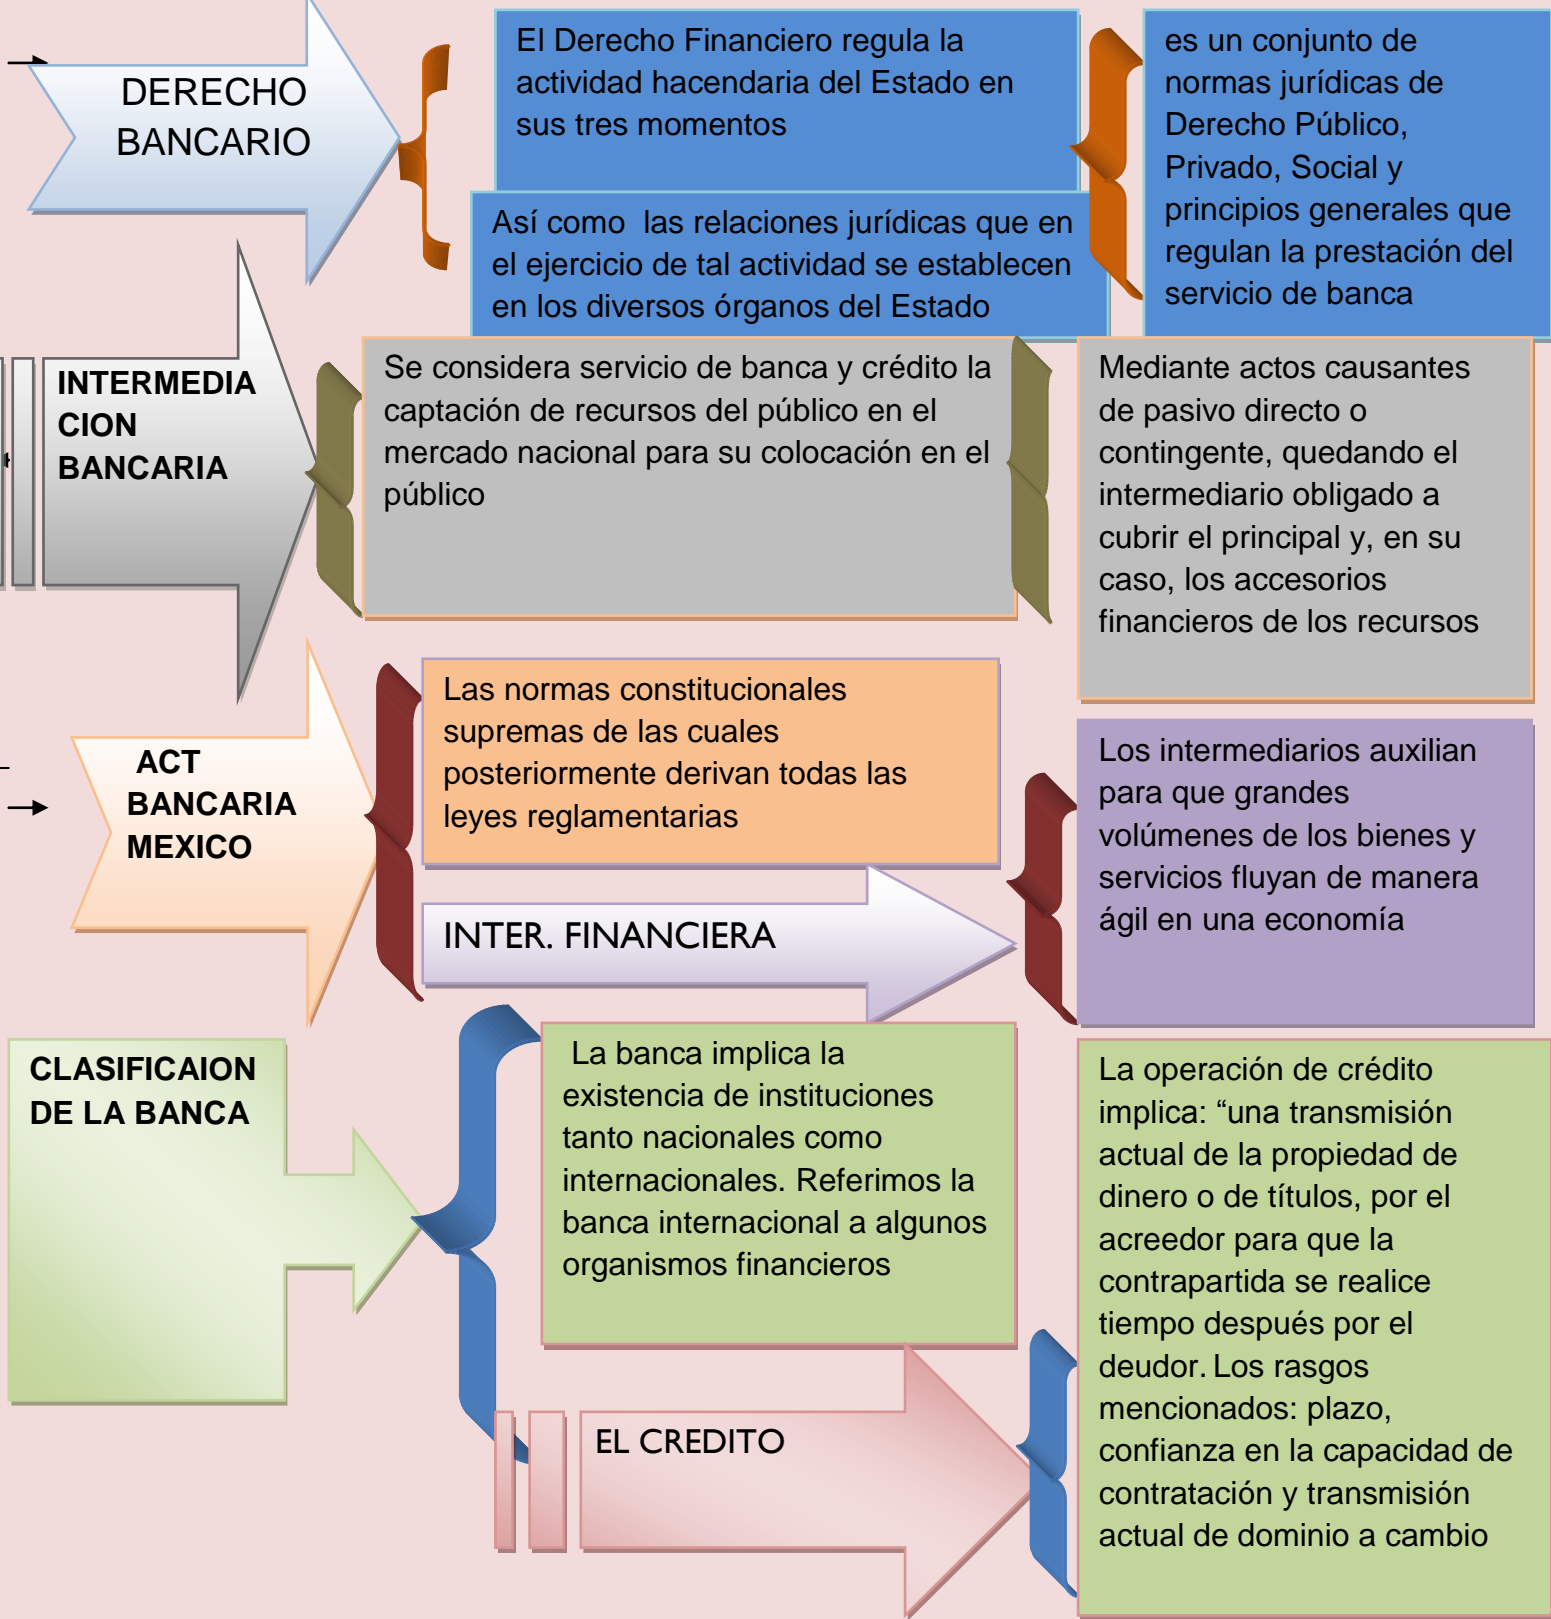 DERECHO
BANCARIO
El Derecho Financiero regula la
actividad hacendaria del Estado en
sus tres momentos
Así como  las relaciones jurídicas que en
el ejercicio de tal actividad se establecen
en los diversos órganos del Estado
es un conjunto de
normas jurídicas de
Derecho Público,
Privado, Social y
principios generales que
regulan la prestación del
servicio de banca
INTERMEDIA
CION
BANCARIA
Se considera servicio de banca y crédito la
captación de recursos del público en el
mercado nacional para su colocación en el
público
Mediante actos causantes
de pasivo directo o
contingente, quedando el
intermediario obligado a
cubrir el principal y, en su
caso, los accesorios
financieros de los recursos
ACT
BANCARIA
MEXICO
Las normas constitucionales
supremas de las cuales
posteriormente derivan todas las
leyes reglamentarias
INTER. FINANCIERA
Los intermediarios auxilian
para que grandes
volúmenes de los bienes y
servicios fluyan de manera
ágil en una economía
CLASIFICAION
DE LA BANCA
La banca implica la
existencia de instituciones
tanto nacionales como
internacionales. Referimos la
banca internacional a algunos
organismos financieros
EL CREDITO
La operación de crédito
implica: “una transmisión
actual de la propiedad de
dinero o de títulos, por el
acreedor para que la
contrapartida se realice
tiempo después por el
deudor. Los rasgos
mencionados: plazo,
confianza en la capacidad de
contratación y transmisión
actual de dominio a cambio